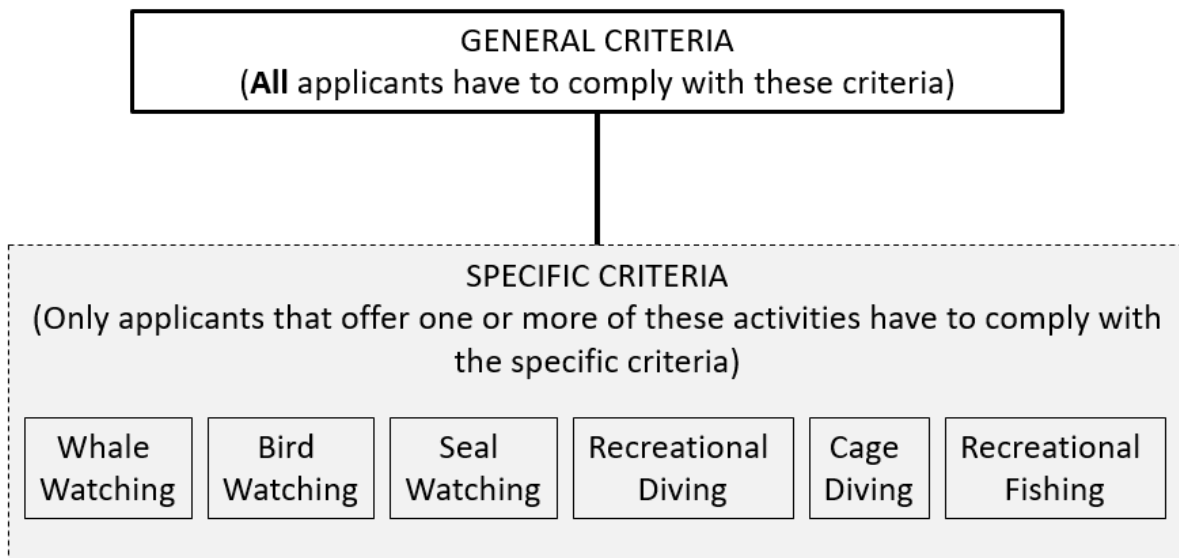 GENERAL CRITERIA
(All applicants have to comply with these criteria)
SPECIFIC CRITERIA
(Only applicants that offer one or more of these activities have to comply with
the specific criteria)
Whale
Watching
Bird
Watching
Seal
Watching
Recreational
Diving
Cage
Diving
Recreational
Fishing